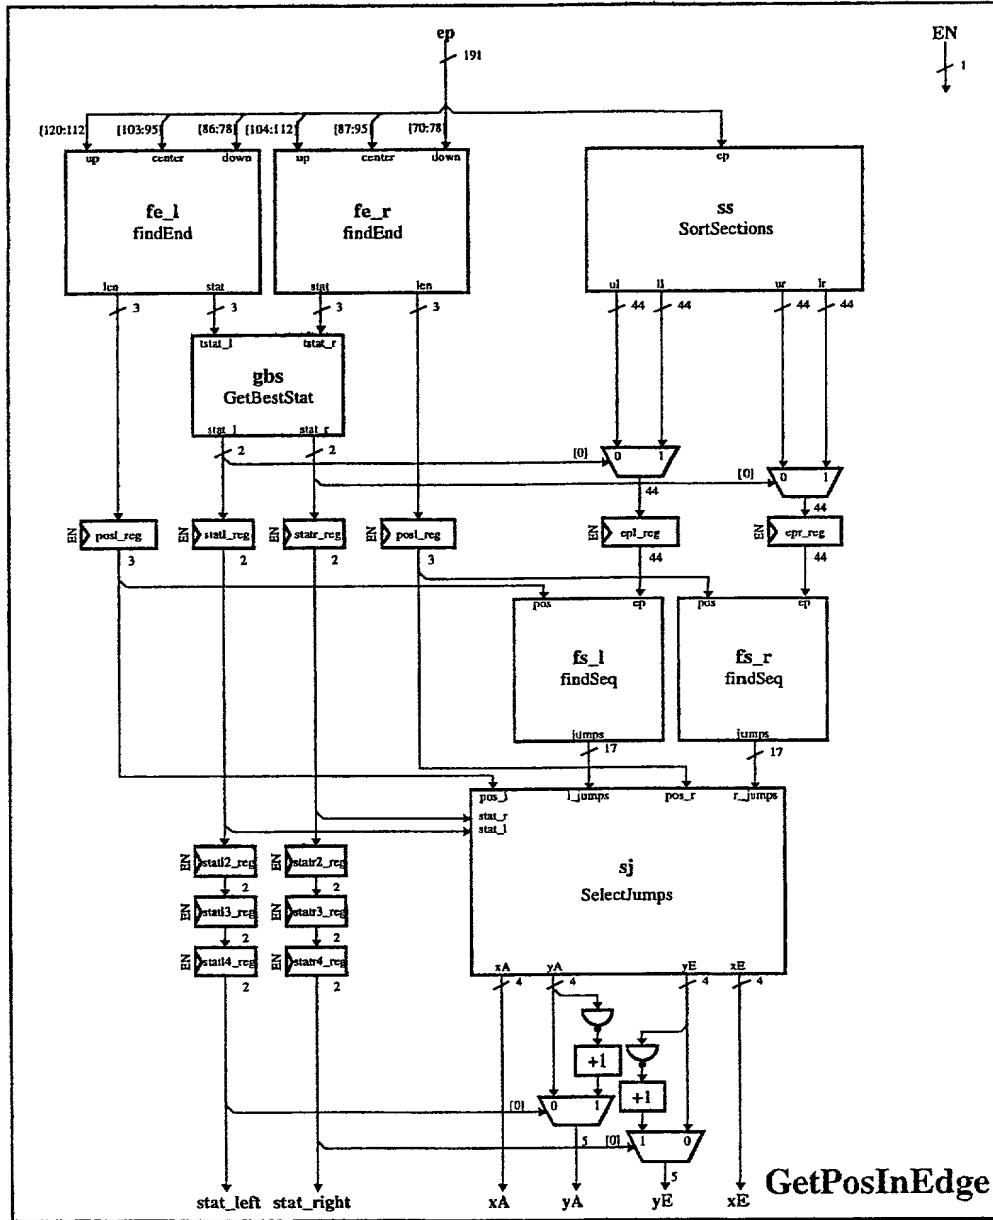 ep EN
191 1
[120:112] [103:95] [86:78] [104:112] [87:95] [70:78]
up center down up center down ep
fe_l fe_r ss
findEnd findEnd SortSections
len stat stat len ul ll ur lr
3 3 3 3 44 44 44 44
tstat_l tstat_r
gbs
GetBestStat
stat_l stat_r
2 2 [0] 0 1 [0] 0 1
44 44
EN posl_reg EN statl_reg EN statr_reg EN posl_reg EN epl_reg EN epr_reg
3 2 2 3 44 44
pos ep pos ep
fs_l fs_r
findSeq findSeq
jumps jumps
17 17
pos_l l_jumps pos_r r_jumps
stat_r
stat_l
sj
SelectJumps
EN statl2_reg EN statr2_reg
2 2
EN statl3_reg EN statr3_reg
2 2
EN statl4_reg EN statr4_reg
2 2
xA yA yE xE
4 4 4 4
+1
+1
[0] 0 1
5 [0] 1 0
5
stat_left stat_right xA yA yE xE
GetPosInEdge